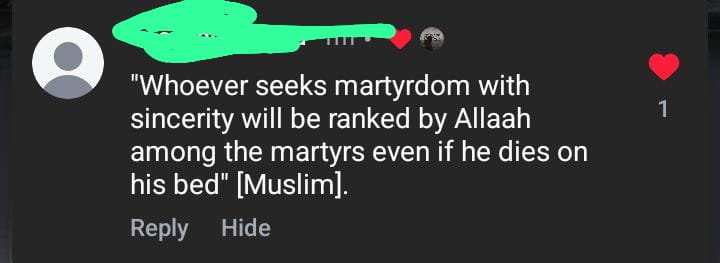 "Whoever seeks martyrdom with
sincerity will be ranked by Allaah
among the martyrs even if he dies on
his bed" [Muslim].
1
Reply Hide